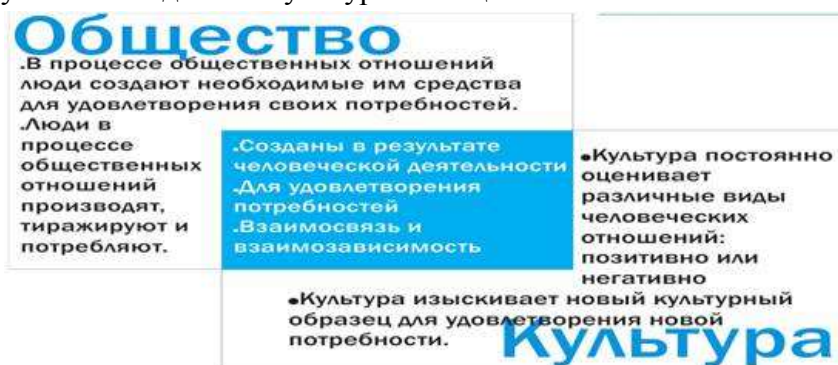 Общество
.В процессе общественных отношений
люди создают необходимые им средства
для удовлетворения своих потребностей.
.Люди в
процессе
общественных
отношений
производят,
тиражируют и
потребляют.
.Созданы в результате
человеческой деятельности
.Для удовлетворения
потребностей
.Взаимосвязь и
взаимозависимость
•Культура постоянно
оценивает
различные виды
человеческих
отношений:
позитивно или
негативно
•Культура изыскивает новый культурный
образец для удовлетворения новой
потребности.
Культура